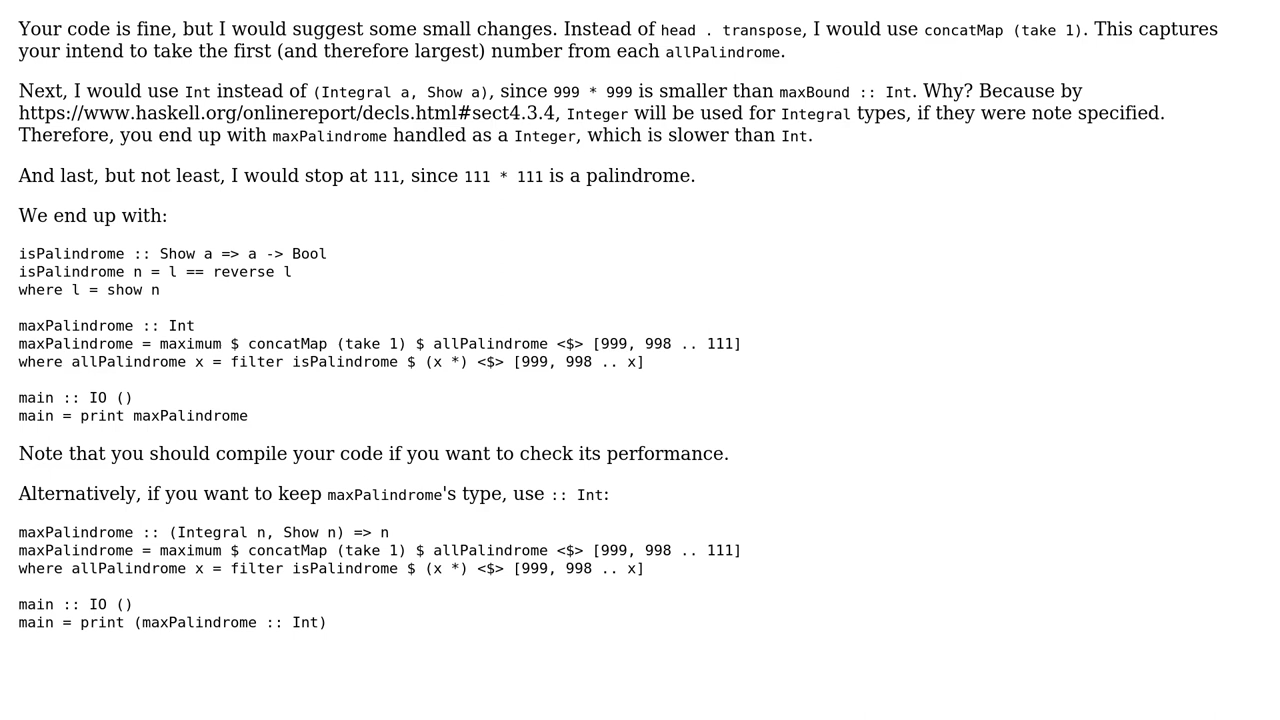 Your code is fine, but I would suggest some small changes. Instead of head . transpose, I would use concatMap (take 1). This captures
your intend to take the first (and therefore largest) number from each allPalindrome.
Next, I would use Int instead of (Integral a, Show a), since 999 * 999 is smaller than maxBound :: Int. Why? Because by
https://www.haskell.org/onlinereport/decls.html#sect4.3.4, Integer will be used for Integral types, if they were note specified.
Therefore, you end up with maxPalindrome handled as a Integer, which is slower than Int.
And last, but not least, I would stop at 111, since 111 * 111 is a palindrome.
We end up with:
isPalindrome :: Show a => a -> Bool
isPalindrome n = l == reverse l
where l = show n
maxPalindrome :: Int
maxPalindrome = maximum $ concatMap (take 1) $ allPalindrome <$> [999, 998 .. 111]
where allPalindrome x = filter isPalindrome $ (x *) <$> [999, 998 .. x]
main :: IO ()
main = print maxPalindrome
Note that you should compile your code if you want to check its performance.
Alternatively, if you want to keep maxPalindrome's type, use :: Int:
maxPalindrome :: (Integral n, Show n) => n
maxPalindrome = maximum $ concatMap (take 1) $ allPalindrome <$> [999, 998 .. 111]
where allPalindrome x = filter isPalindrome $ (x *) <$> [999, 998 .. x]
main :: IO ()
main = print (maxPalindrome :: Int)